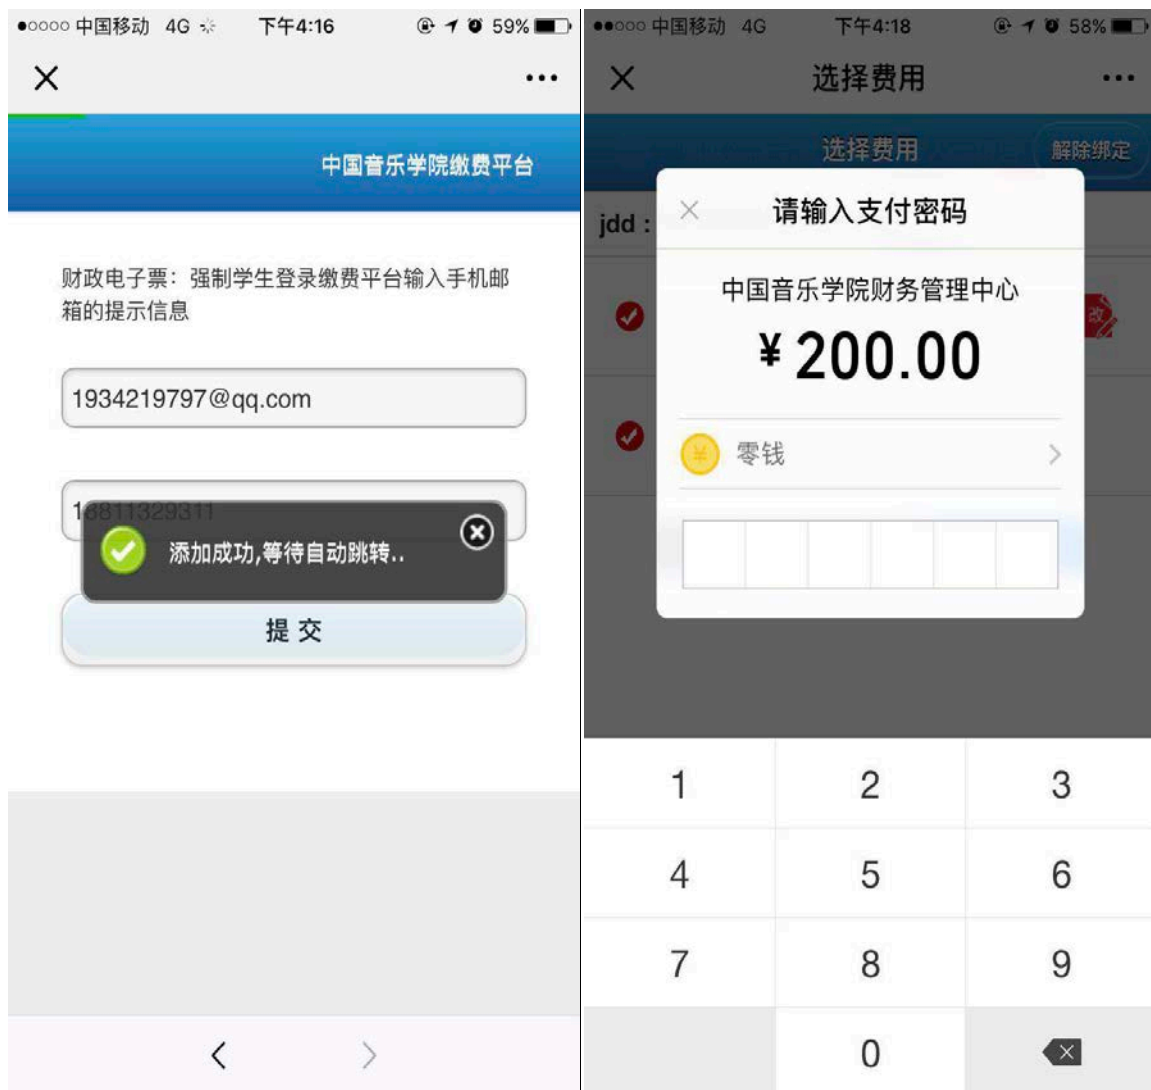 中国移动 4G 下午4:16 59%
中国音乐学院缴费平台
财政电子票：强制学生登录缴费平台输入手机邮
箱的提示信息
1934219797@qq.com
添加成功,等待自动跳转..
提 交
中国移动 4G 下午4:18 58%
选择费用
选择费用 解除绑定
jdd：
请输入支付密码
改
中国音乐学院财务管理中心
¥200.00
¥ 零钱
1 2 3
4 5 6
7 8 9
0